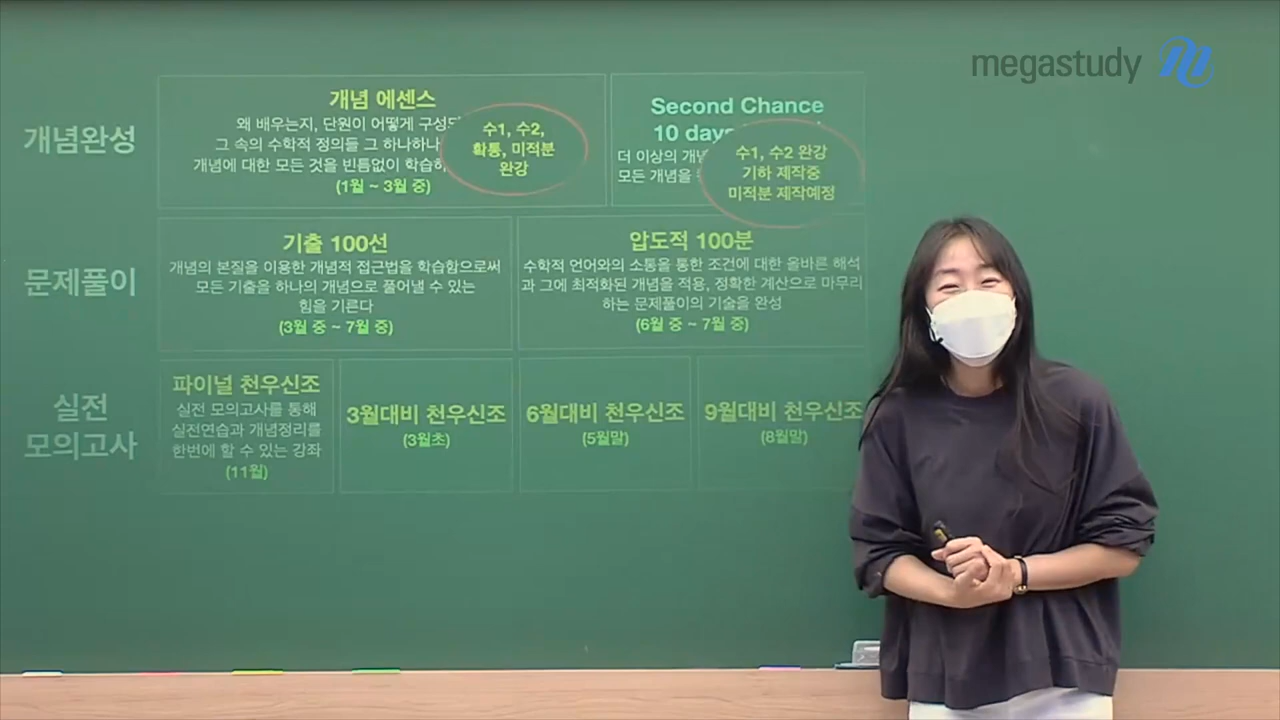 megastudy
개념완성
개념 에센스
왜 배우는지, 단원이 어떻게
그 속의 수학적 정의들 그 하나하나
개념에 대한 모든 것을 빈틈없이
(1월 ~ 3월 중)
수1, 수2,
확통, 미적분
완강
Second Chance
10 days
더 이상의
모든 개념을
수1, 수2 완강
기하 제작중
미적분 제작예정
문제풀이
기출 100선
개념의 본질을 이용한 개념적 접근법을 학습함으로써
모든 기출을 하나의 개념으로 풀어낼 수 있는
힘을 기른다
(3월 중 ~ 7월 중)
압도적 100분
수학적 언어와의 소통을 통한 조건에 대한 올바른 해석
과 그에 최적화된 개념을 적용, 정확한 계산으로 마무리
하는 문제풀이의 기술을 완성
(6월 중 ~ 7월 중)
실전
모의고사
파이널 천우신조
실전 모의고사를 통해
실전연습과 개념정리를
한번에 할 수 있는 강좌
(11월)
3월대비 천우신조
(3월초)
6월대비 천우신조
(5월말)
9월대비 천우신조
(8월말)